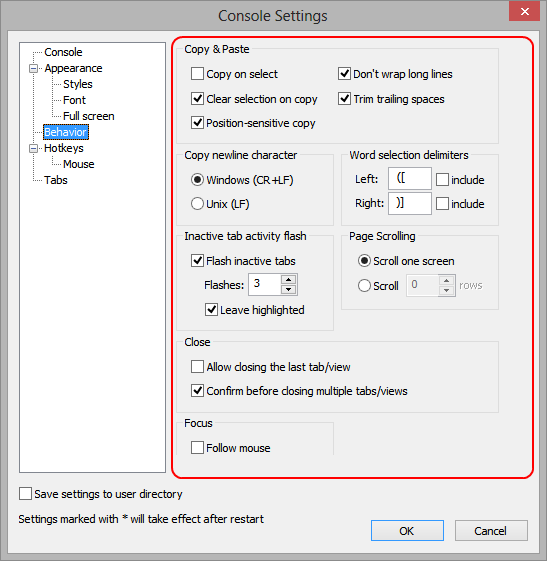 Console Settings
Console
Appearance
Styles
Font
Full screen
Behavior
Hotkeys
Mouse
Tabs
Copy & Paste
Copy on select
Don't wrap long lines
Clear selection on copy
Trim trailing spaces
Position-sensitive copy
Copy newline character
Windows (CR+LF)
Unix (LF)
Word selection delimiters
Left: ([ include
Right: )] include
Inactive tab activity flash
Flash inactive tabs
Flashes: 3
Leave highlighted
Page Scrolling
Scroll one screen
Scroll 0 rows
Close
Allow closing the last tab/view
Confirm before closing multiple tabs/views
Focus
Follow mouse
Save settings to user directory
Settings marked with * will take effect after restart
OK
Cancel